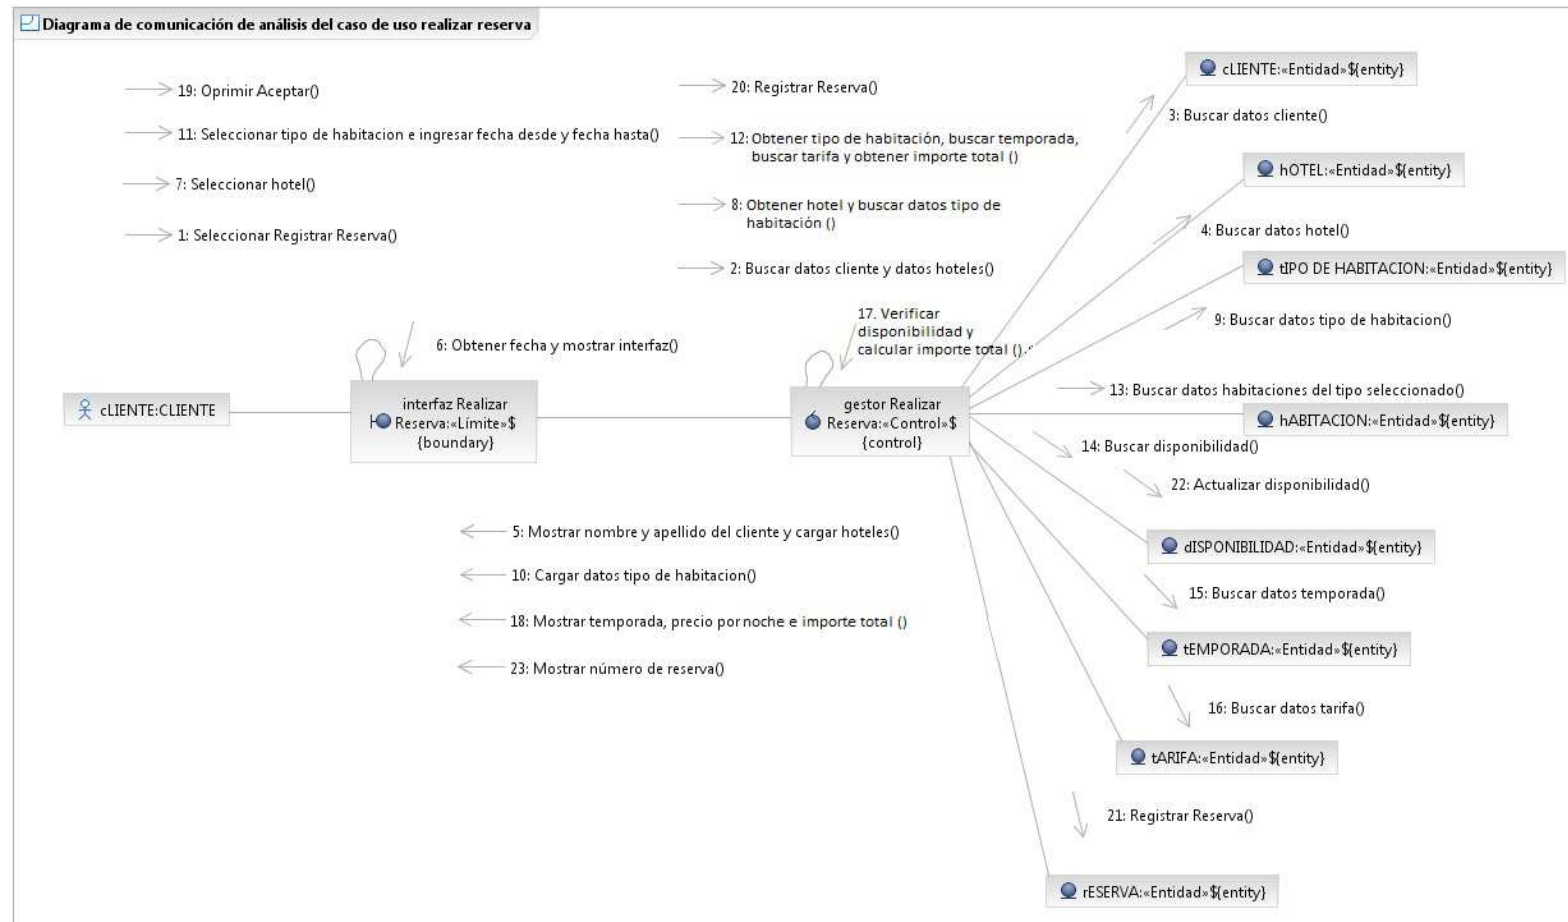 Diagrama de comunicación de análisis del caso de uso realizar reserva
19: Oprimir Aceptar()
11: Seleccionar tipo de habitacion e ingresar fecha desde y fecha hasta()
7: Seleccionar hotel()
1: Seleccionar Registrar Reserva()
20: Registrar Reserva()
12: Obtener tipo de habitación, buscar temporada,
buscar tarifa y obtener importe total ()
8: Obtener hotel y buscar datos tipo de
habitación ()
2: Buscar datos cliente y datos hoteles()
cLIENTE:«Entidad»${entity}
3: Buscar datos cliente()
hOTEL:«Entidad»${entity}
4: Buscar datos hotel()
tIPO DE HABITACION:«Entidad»${entity}
9: Buscar datos tipo de habitacion()
17. Verificar
disponibilidad y
calcular importe total ()
6: Obtener fecha y mostrar interfaz()
cLIENTE:CLIENTE
interfaz Realizar
Reserva:«Límite»$
{boundary}
gestor Realizar
Reserva:«Control»$
{control}
13: Buscar datos habitaciones del tipo seleccionado()
hABITACION:«Entidad»${entity}
14: Buscar disponibilidad()
22: Actualizar disponibilidad()
dISPONIBILIDAD:«Entidad»${entity}
15: Buscar datos temporada()
tEMPORADA:«Entidad»${entity}
16: Buscar datos tarifa()
tARIFA:«Entidad»${entity}
21: Registrar Reserva()
rESERVA:«Entidad»${entity}
5: Mostrar nombre y apellido del cliente y cargar hoteles()
10: Cargar datos tipo de habitacion()
18: Mostrar temporada, precio por noche e importe total ()
23: Mostrar número de reserva()